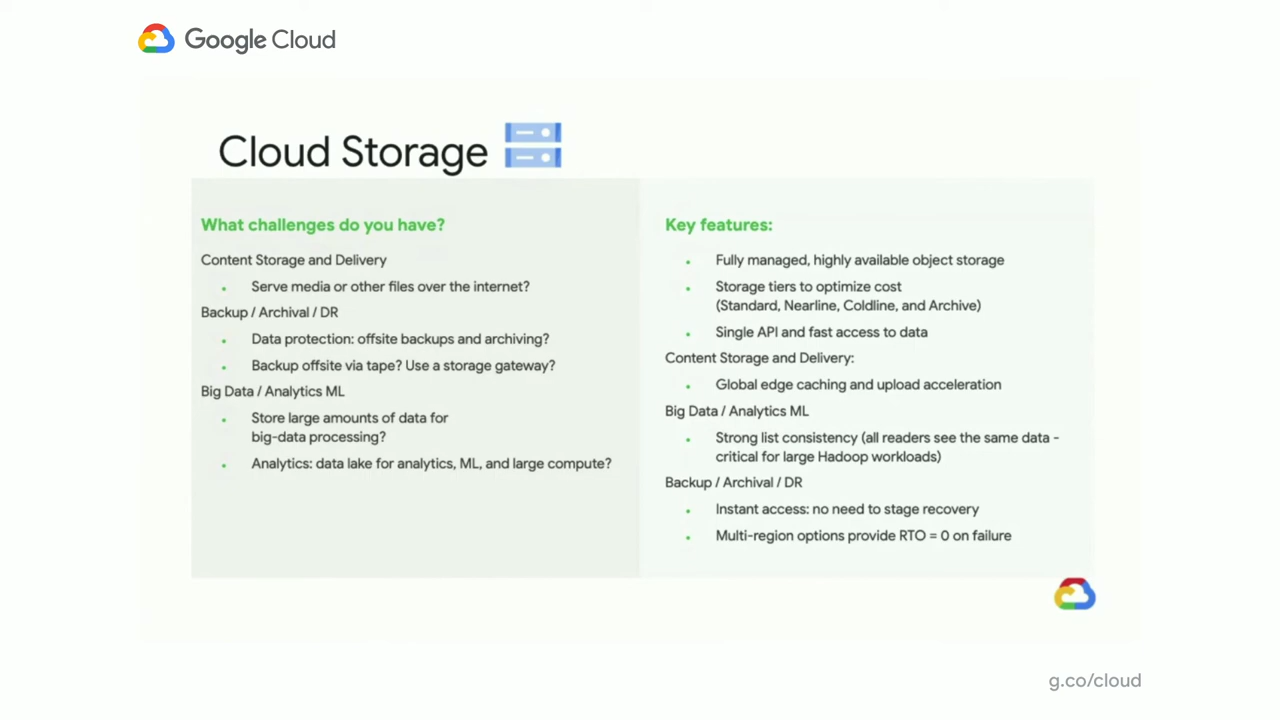 Google Cloud
Cloud Storage
What challenges do you have?
Content Storage and Delivery
• Serve media or other files over the internet?
Backup / Archival / DR
• Data protection: offsite backups and archiving?
• Backup offsite via tape? Use a storage gateway?
Big Data / Analytics ML
• Store large amounts of data for
big-data processing?
• Analytics: data lake for analytics, ML, and large compute?
Key features:
• Fully managed, highly available object storage
• Storage tiers to optimize cost
(Standard, Nearline, Coldline, and Archive)
• Single API and fast access to data
Content Storage and Delivery:
• Global edge caching and upload acceleration
Big Data / Analytics ML
• Strong list consistency (all readers see the same data -
critical for large Hadoop workloads)
Backup / Archival / DR
• Instant access: no need to stage recovery
• Multi-region options provide RTO = 0 on failure
g.co/cloud